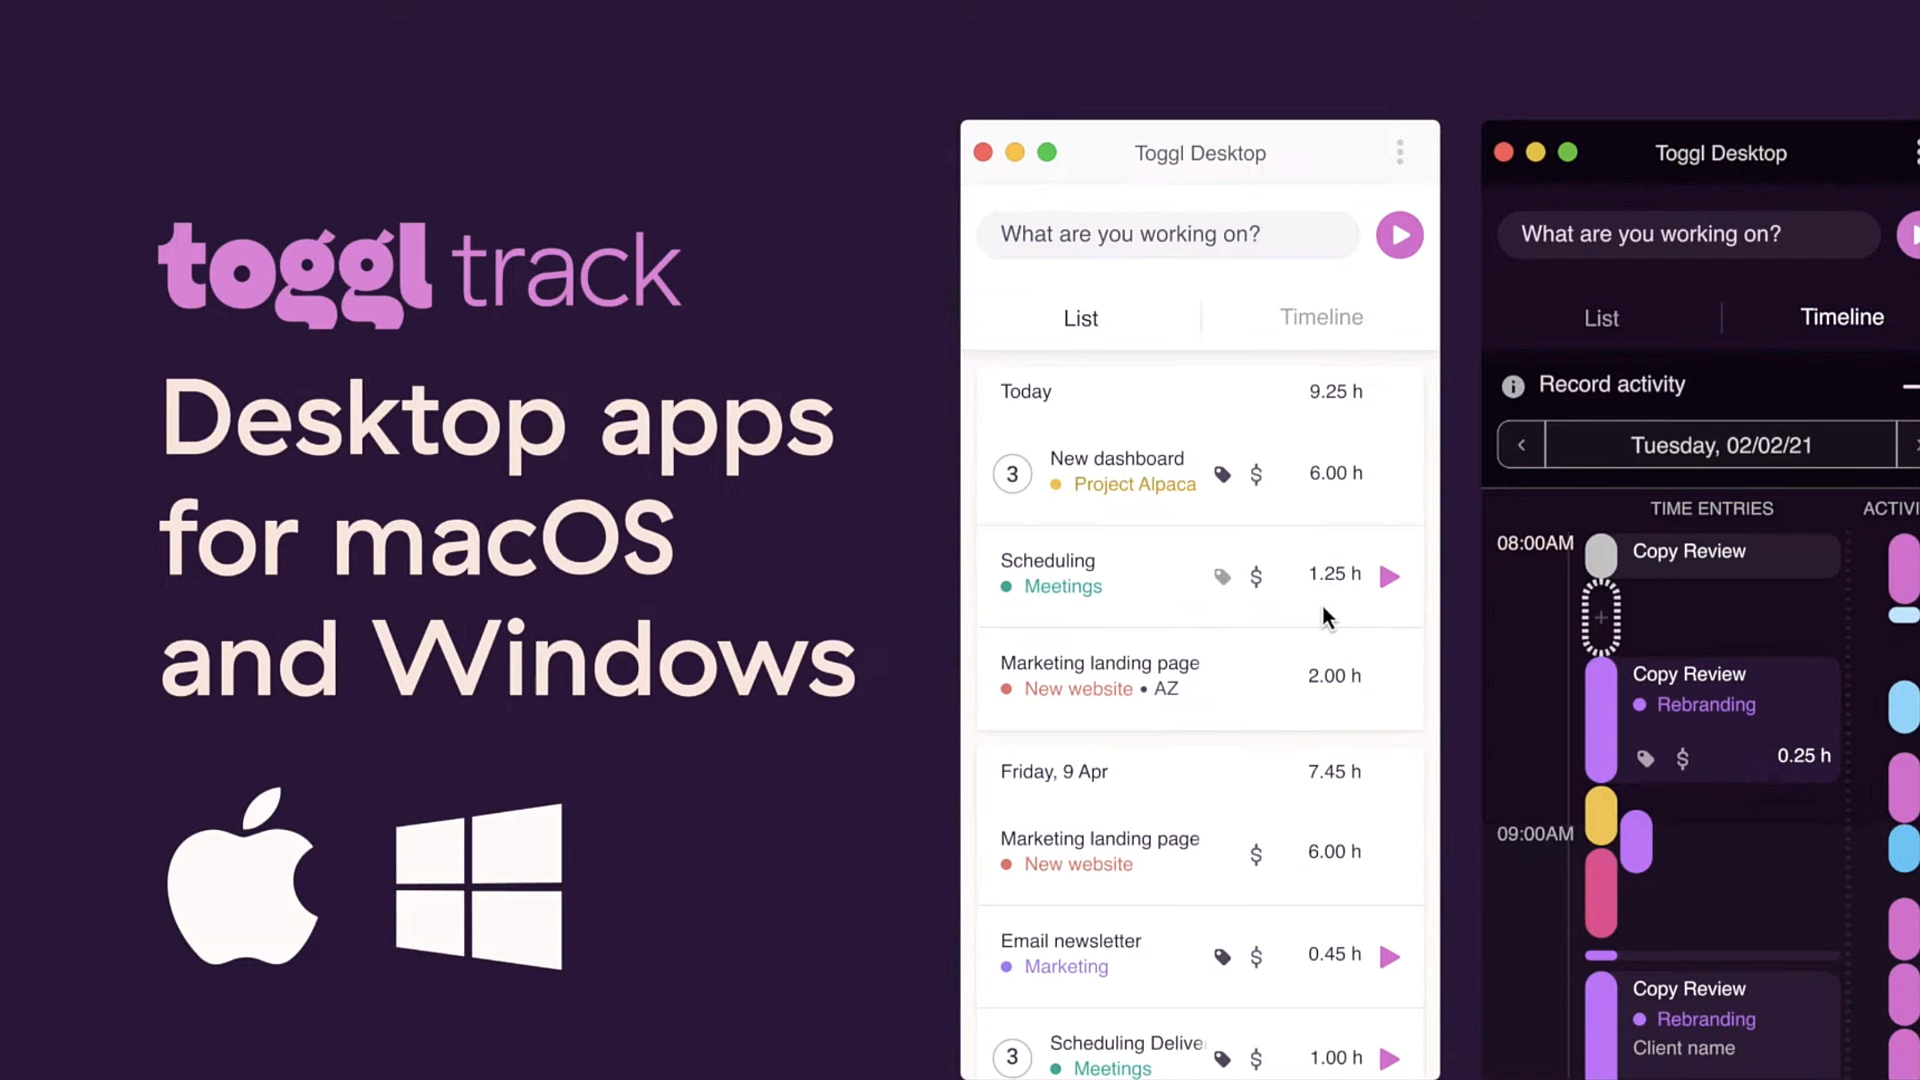 toggl track
Desktop apps
for macOS
and Windows
Toggl Desktop
What are you working on?
List
Timeline
Today
9.25 h
3
New dashboard
Project Alpaca
$
6.00 h
Scheduling
Meetings
$
1.25 h
Marketing landing page
New website • AZ
2.00 h
Friday, 9 Apr
7.45 h
Marketing landing page
New website
$
6.00 h
Email newsletter
Marketing
$
0.45 h
3
Scheduling Delive
Meetings
$
1.00 h
Toggl Desktop
What are you working on?
List
Timeline
Record activity
Tuesday, 02/02/21
TIME ENTRIES
ACTIVI
08:00AM
Copy Review
+
Copy Review
Rebranding
$
0.25 h
09:00AM
Copy Review
Rebranding
Client name